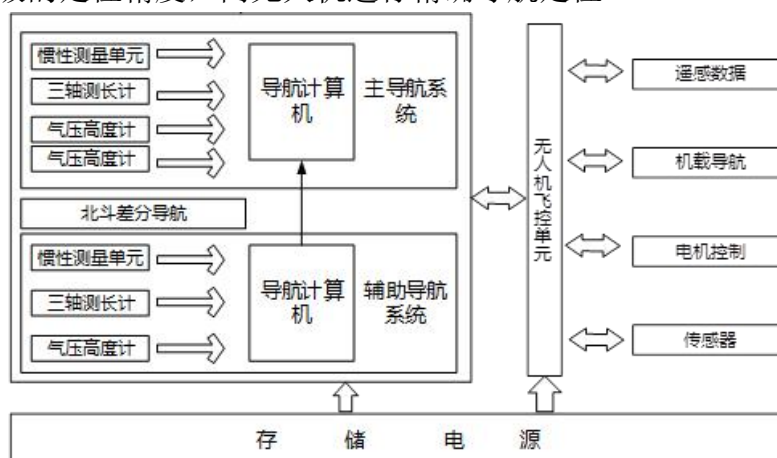 惯性测量单元
三轴测长计
气压高度计
气压高度计
导航计算
机
主导航系
统
北斗差分导航
惯性测量单元
三轴测长计
气压高度计
导航计算
机
辅助导航
系统
无人机飞控单元
遥感数据
机载导航
电机控制
传感器
存 储 电 源